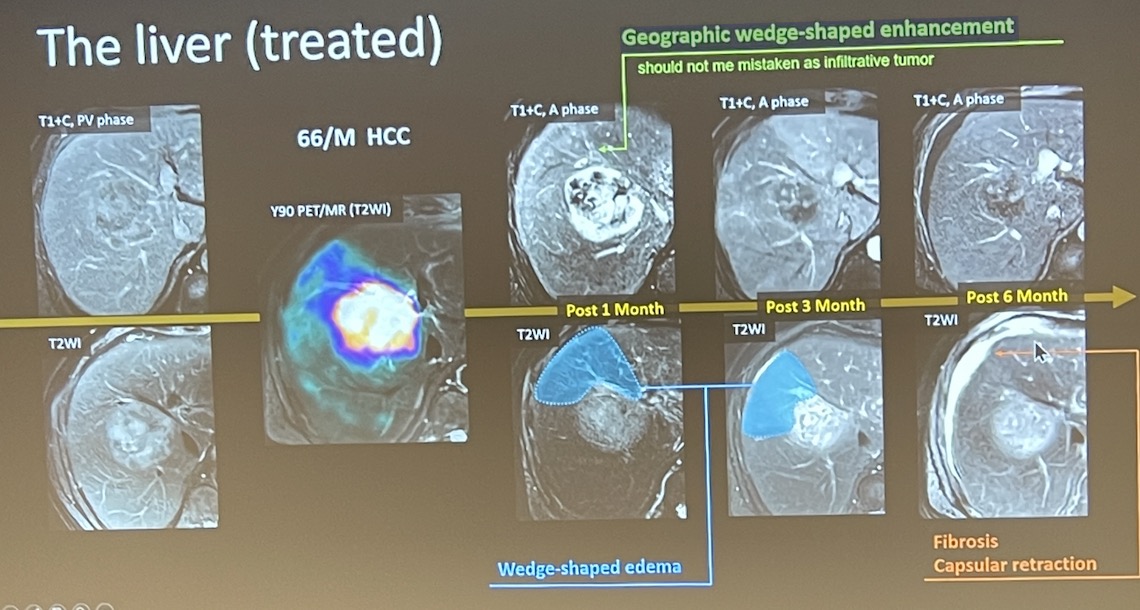 The liver (treated)
Geographic wedge-shaped enhancement
should not me mistaken as infiltrative tumor
T1+C, PV phase
66/M HCC
T1+C, A phase
T1+C, A phase
T1+C, A phase
Y90 PET/MR (T2WI)
Post 1 Month
Post 3 Month
Post 6 Month
T2WI
T2WI
T2WI
T2WI
Wedge-shaped edema
Fibrosis
Capsular retraction